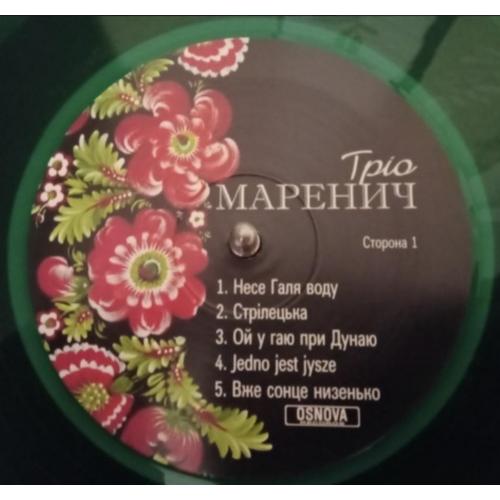 Тріо
МАРЕНИЧ
Сторона 1
1. Несе Галя воду
2. Стрілецька
3. Ой у гаю при Дунаю
4. Jedno jest jysze
5. Вже сонце низенько
OSNOVA